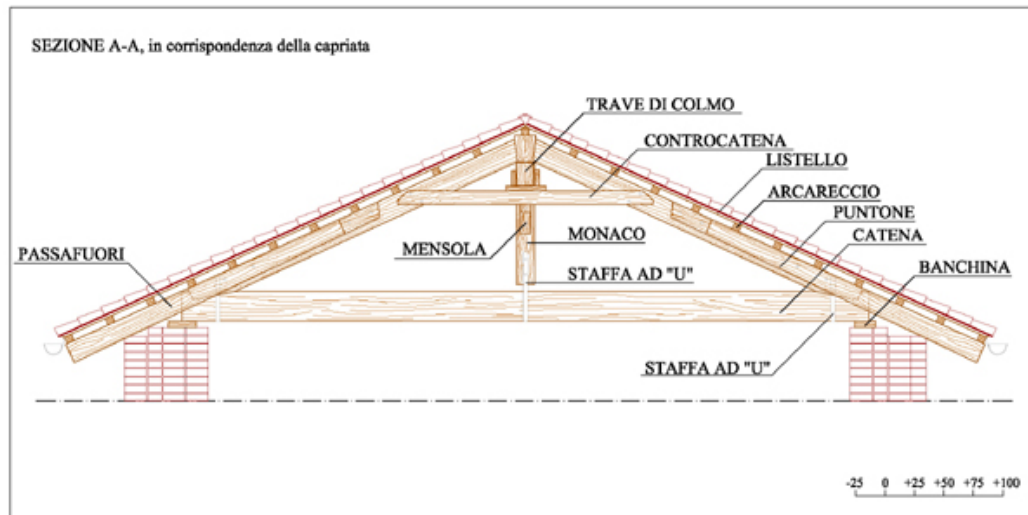 SEZIONE A-A, in corrispondenza della capriata
TRAVE DI COLMO
CONTROCATENA
LISTELLO
ARCARECCIO
PUNTONE
MENSOLA
MONACO
CATENA
PASSAFUORI
STAFFA AD "U"
BANCHINA
STAFFA AD "U"
-25 0 +25 +50 +75 +100